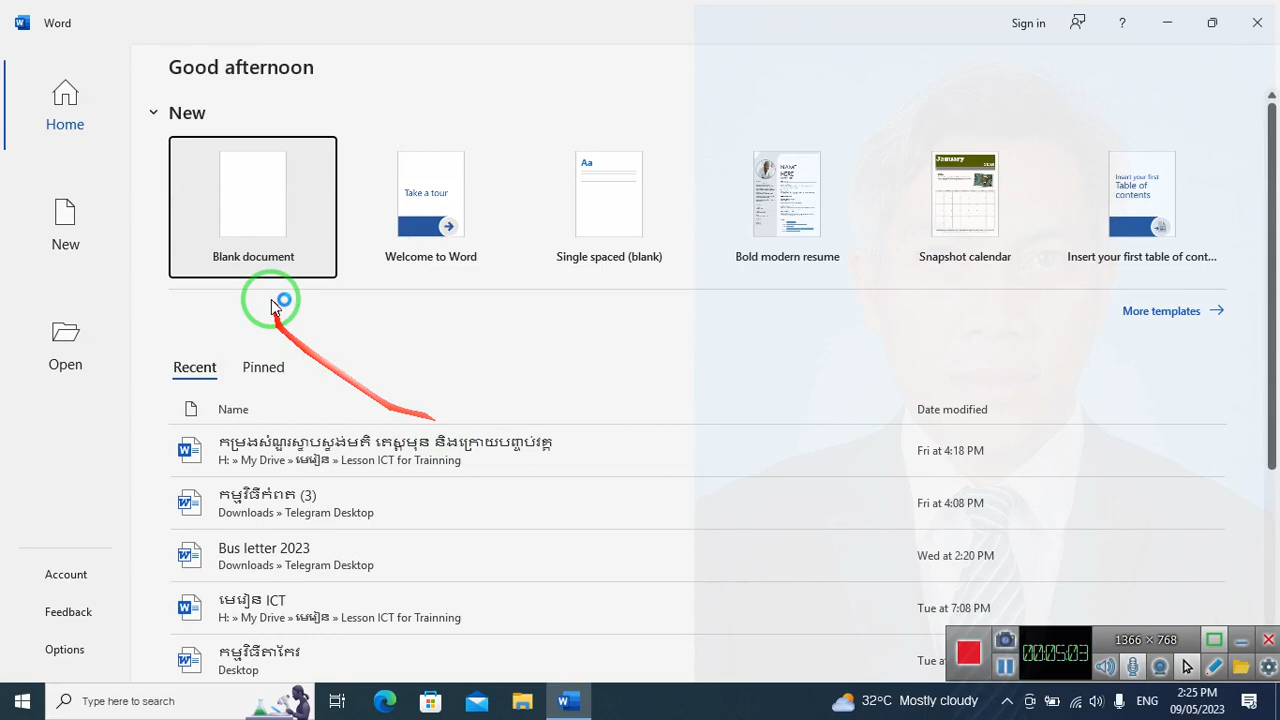 Word
Sign in
?
Good afternoon
Home
New
Open
Account
Feedback
Options
New
Take a tour
Aa
January
Insert your first
Table of
contents
Blank document
Welcome to Word
Single spaced (blank)
Bold modern resume
Snapshot calendar
Insert your first table of cont...
More templates
Recent
Pinned
Name
Date modified
កម្រងសំណួរស្ទាបស្ទង់មតិ តេស្តមុន និងក្រោយបញ្ចប់វគ្គ
H: » My Drive » មេរៀន » Lesson ICT for Trainning
Fri at 4:18 PM
កម្មវិធីកំពត (3)
Downloads » Telegram Desktop
Fri at 4:08 PM
Bus letter 2023
Downloads » Telegram Desktop
Wed at 2:20 PM
មេរៀន ICT
H: » My Drive » មេរៀន » Lesson ICT for Trainning
Tue at 7:08 PM
កម្មវិធីតាកែវ
Desktop
Tue a
00:05:03
1366 × 768
Type here to search
32°C Mostly cloudy
ENG
2:25 PM
09/05/2023